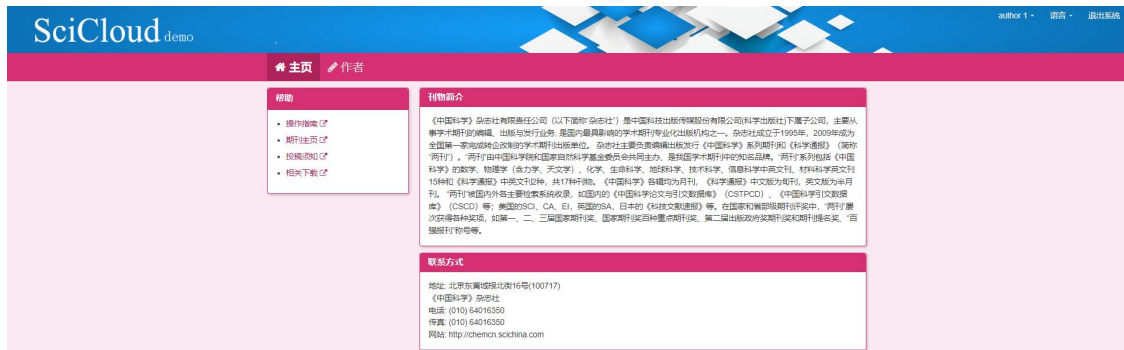 SciCloud demo
author 1 语言 退出系统
主页 作者
帮助
操作指南
期刊主页
投稿须知
相关下载
刊物简介
《中国科学》杂志社有限责任公司（以下简称“杂志社”）是中国科技出版传媒股份有限公司(科学出版社)下属子公司，主要从
事学术期刊的编辑、出版与发行业务, 是国内最具影响的学术期刊专业化出版机构之一。杂志社成立于1995年，2009年成为
全国第一家完成转企改制的学术期刊出版单位。 杂志社主要负责编辑出版发行《中国科学》系列期刊和《科学通报》（简称
“两刊”）。“两刊”由中国科学院和国家自然科学基金委员会共同主办，是我国学术期刊中的知名品牌。“两刊”系列包括《中国
科学》的数学、物理学（含力学、天文学）、化学、生命科学、地球科学、技术科学、信息科学中英文刊、材料科学英文刊
15种和《科学通报》中英文刊2种，共17种刊物。《中国科学》各辑均为月刊，《科学通报》中文版为旬刊，英文版为半月
刊。 “两刊”被国内外各主要检索系统收录，如国内的《中国科学论文与引文数据库》（CSTPCD）、《中国科学引文数据
库》（CSCD）等；美国的SCI、CA、EI，英国的SA，日本的《科技文献速报》等。在国家和省部级期刊评奖中，“两刊”屡
次获得各种奖项，如第一、二、三届国家期刊奖、国家期刊奖百种重点期刊奖、第二届出版政府奖期刊奖和期刊提名奖、“百
强报刊”称号等。
联系方式
地址: 北京东黄城根北街16号(100717)
《中国科学》杂志社
电话: (010) 64016350
传真: (010) 64016350
网站: http://chemcn.scichina.com